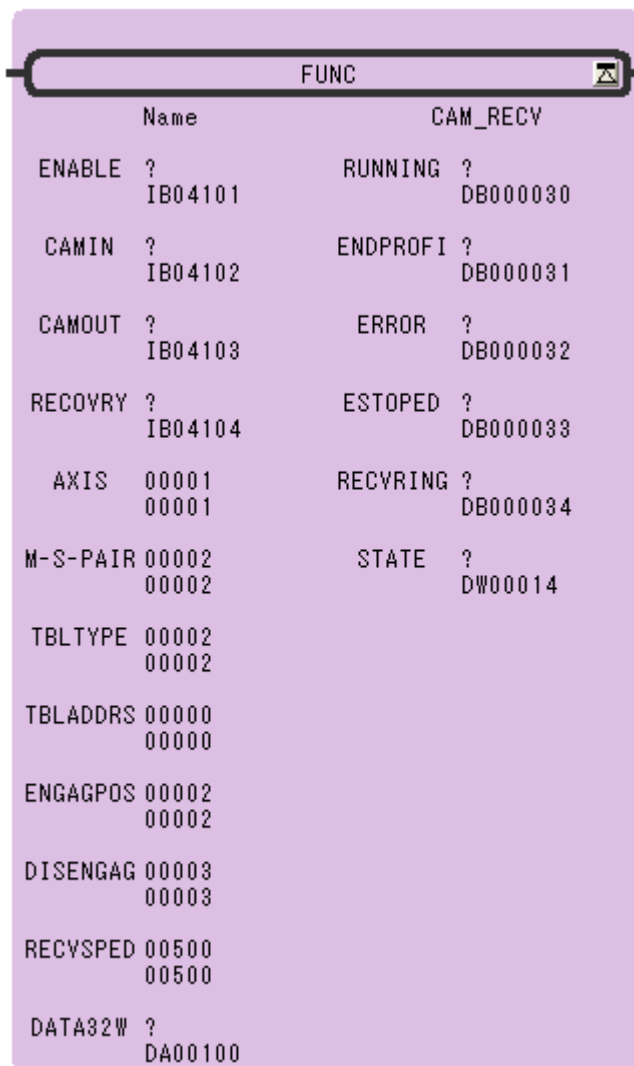 FUNC
Name CAM_RECV
ENABLE ? RUNNING ?
IB04101 DB000030
CAMIN ? ENDPROFI ?
IB04102 DB000031
CAMOUT ? ERROR ?
IB04103 DB000032
RECOVRY ? ESTOPED ?
IB04104 DB000033
AXIS 00001 RECVRING ?
00001 DB000034
M-S-PAIR 00002 STATE ?
00002 DW00014
TBLTYPE 00002
00002
TBLADDRS 00000
00000
ENGAGPOS 00002
00002
DISENGAG 00003
00003
RECVSPED 00500
00500
DATA32W ?
DA00100